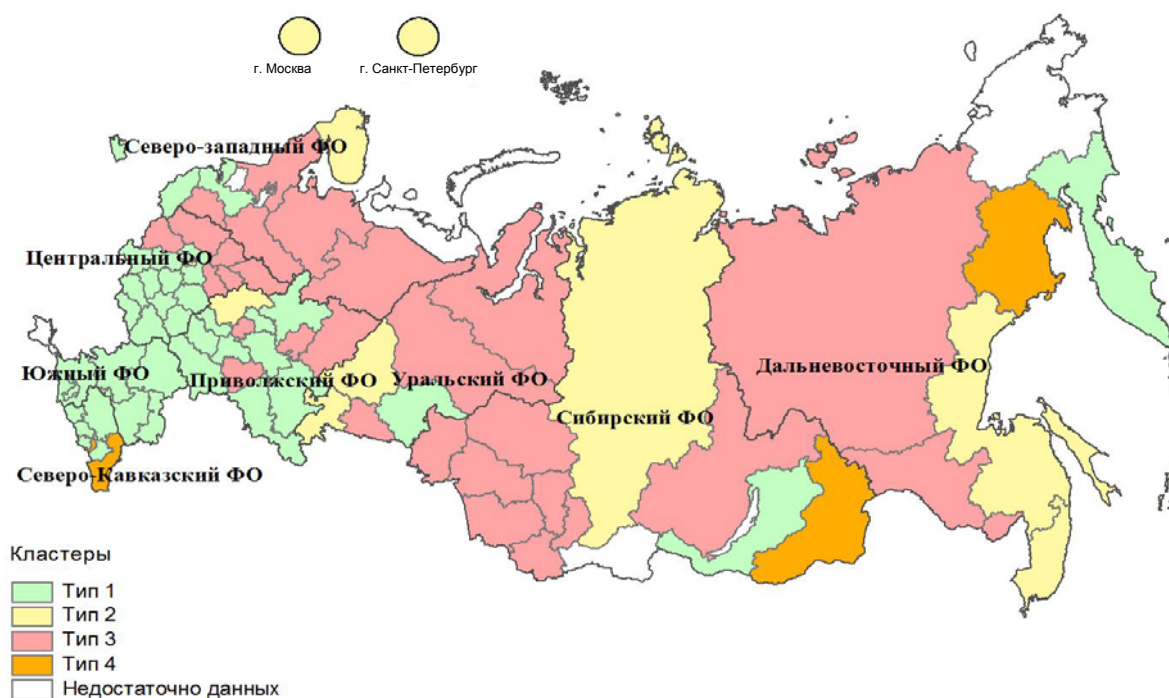 г. Москва
г. Санкт-Петербург
Северо-западный ФО
Центральный ФО
Южный ФО
Приволжский ФО
Уральский ФО
Дальневосточный ФО
Сибирский ФО
Северо-Кавказский ФО
Кластеры
Тип 1
Тип 2
Тип 3
Тип 4
Недостаточно данных